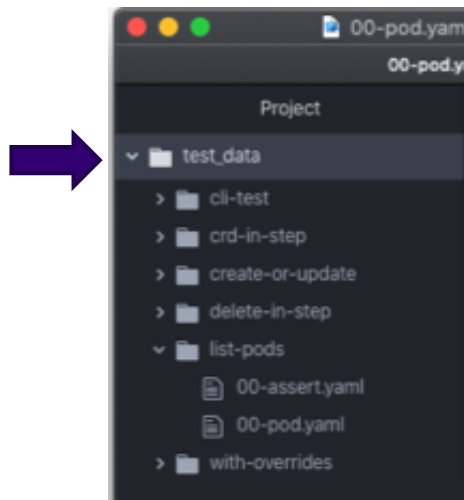 00-pod.yam
00-pod.y
Project
test_data
cli-test
crd-in-step
create-or-update
delete-in-step
list-pods
00-assert.yaml
00-pod.yaml
with-overrides